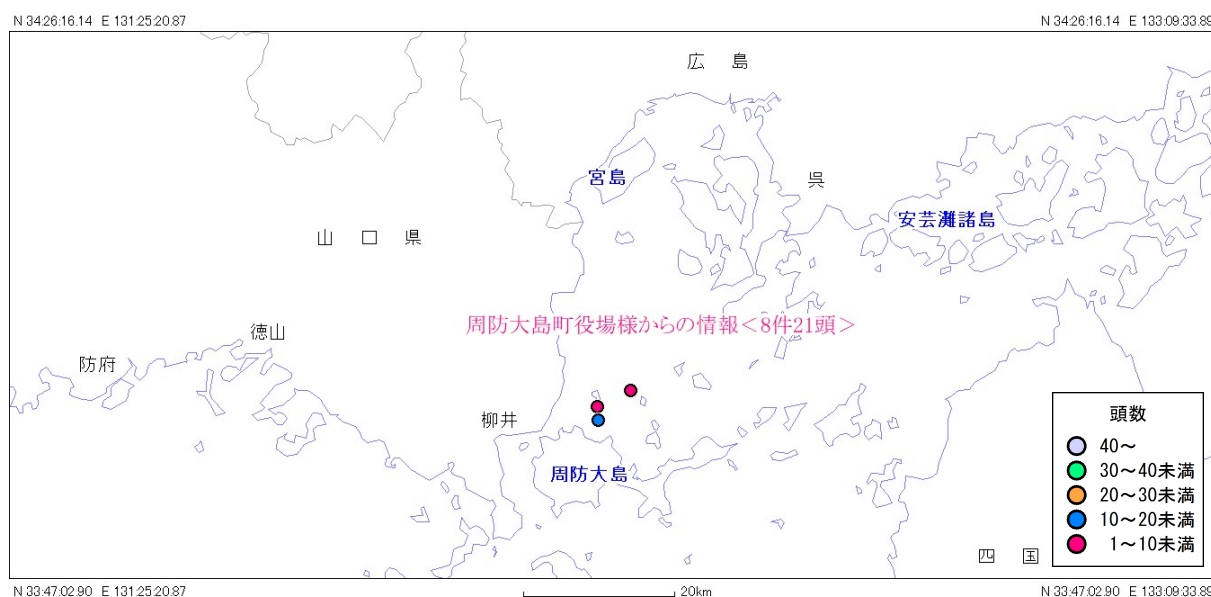 N 34:26:16.14 E 131:25:20.87
N 34:26:16.14 E 133:09:33.89
広島
宮島
呉
安芸灘諸島
山口県
周防大島町役場様からの情報＜8件21頭＞
徳山
防府
柳井
周防大島
頭数
40～
30～40未満
20～30未満
10～20未満
1～10未満
四国
N 33:47:02.90 E 131:25:20.87
20km
N 33:47:02.90 E 133:09:33.89